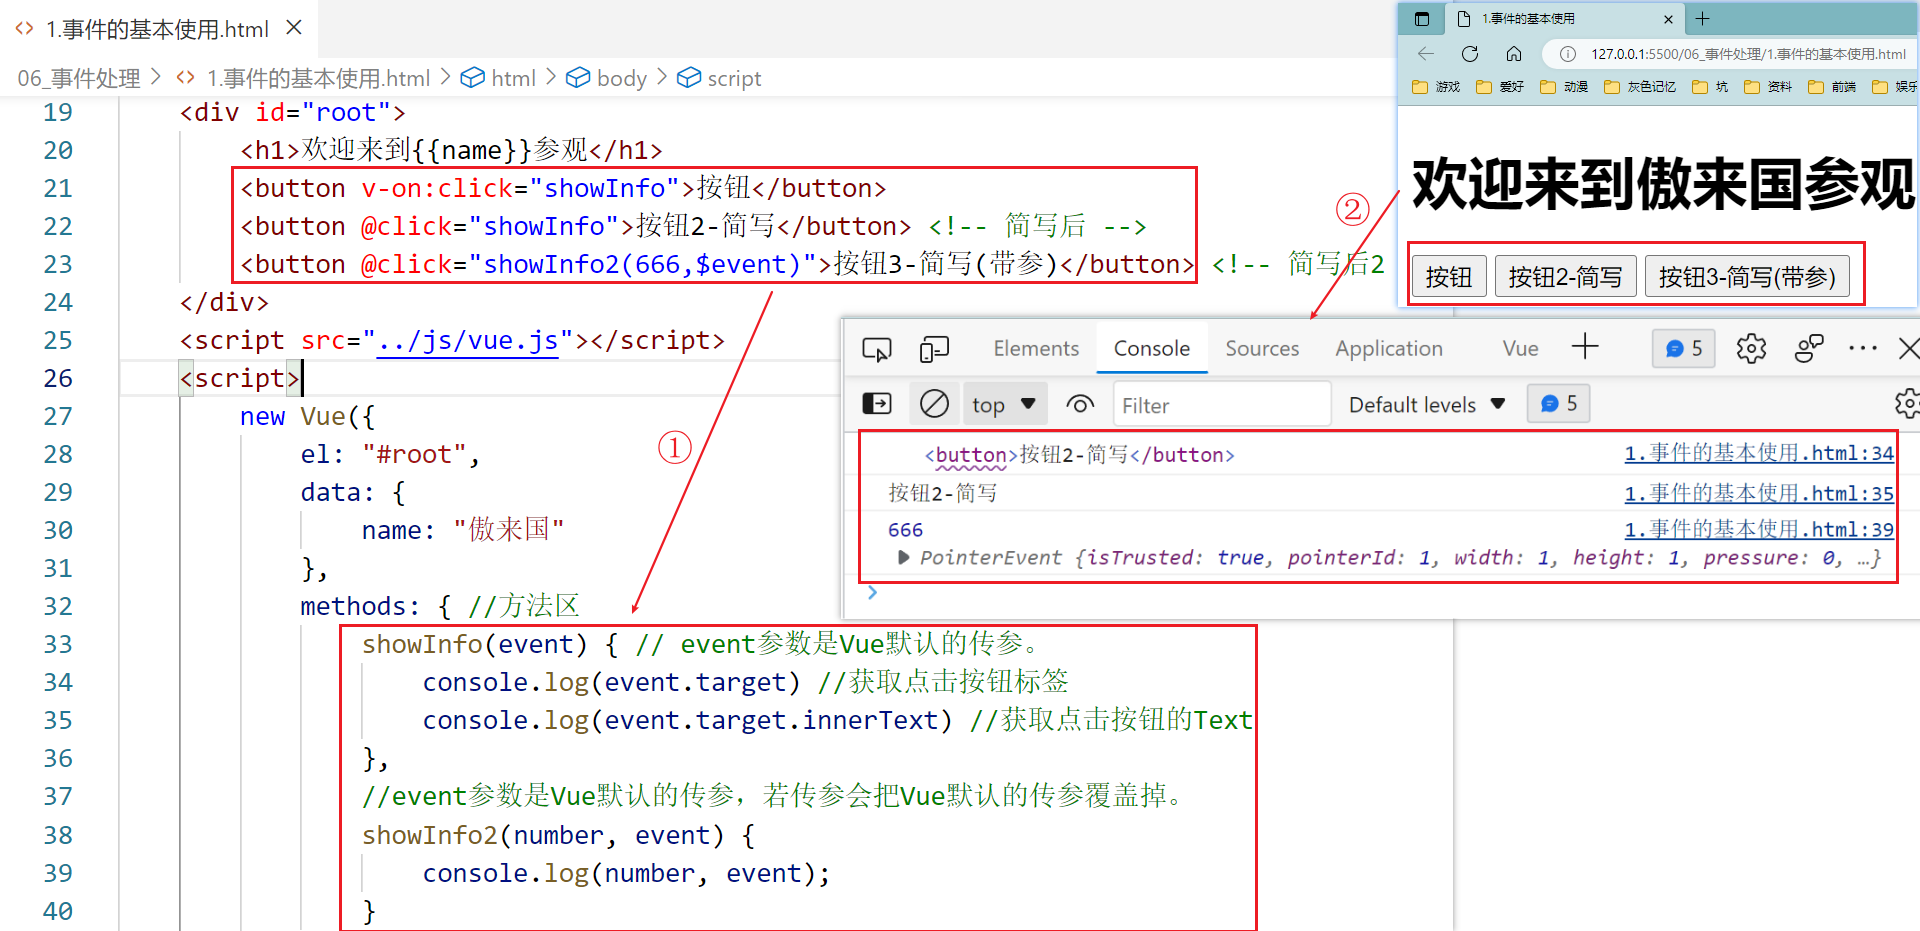 1.事件的基本使用.html
06_事件处理 > 1.事件的基本使用.html > html > body > script
19 <div id="root">
20 <h1>欢迎来到{{name}}参观</h1>
21 <button v-on:click="showInfo">按钮</button>
22 <button @click="showInfo">按钮2-简写</button> <!-- 简写后 -->
23 <button @click="showInfo2(666,$event)">按钮3-简写(带参)</button> <!-- 简写后2
24 </div>
25 <script src="../js/vue.js"></script>
26 <script>
27 new Vue({
28 el: "#root",
29 data: {
30 name: "傲来国"
31 },
32 methods: { //方法区
33 showInfo(event) { // event参数是Vue默认的传参。
34 console.log(event.target) //获取点击按钮标签
35 console.log(event.target.innerText) //获取点击按钮的Text
36 },
37 //event参数是Vue默认的传参，若传参会把Vue默认的传参覆盖掉。
38 showInfo2(number, event) {
39 console.log(number, event);
40 }
①
②
1.事件的基本使用
127.0.0.1:5500/06_事件处理/1.事件的基本使用.html
游戏 爱好 动漫 灰色记忆 坑 资料 前端 娱乐
欢迎来到傲来国参观
按钮 按钮2-简写 按钮3-简写(带参)
Elements Console Sources Application Vue 5
top Filter Default levels 5
<button>按钮2-简写</button> 1.事件的基本使用.html:34
按钮2-简写 1.事件的基本使用.html:35
666 1.事件的基本使用.html:39
PointerEvent {isTrusted: true, pointerId: 1, width: 1, height: 1, pressure: 0, …}